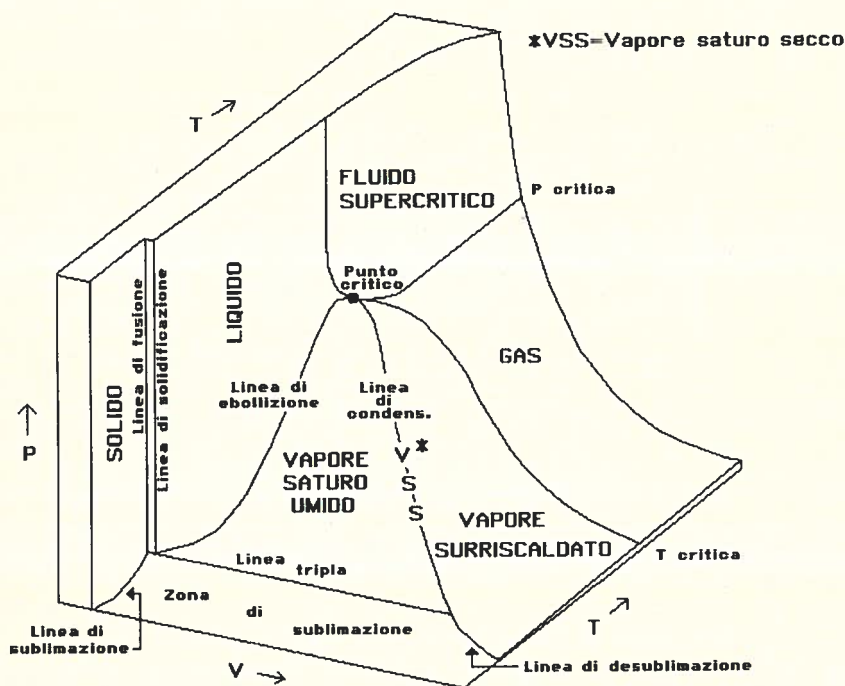 *VSS=Vapore saturo secco
T
FLUIDO
SUPERCRITICO
P critica
Punto
critico
LIQUIDO
Linea di fusione
Linea di solidificazione
SOLIDO
GAS
Linea di
ebollizione
Linea
di
condens.
P
V*
S
S
VAPORE
SATURO
UMIDO
VAPORE
SURRISCALDATO
T critica
Linea
tripla
Zona
di
sublimazione
Linea di
sublimazione
V
T
Linea di desublimazione